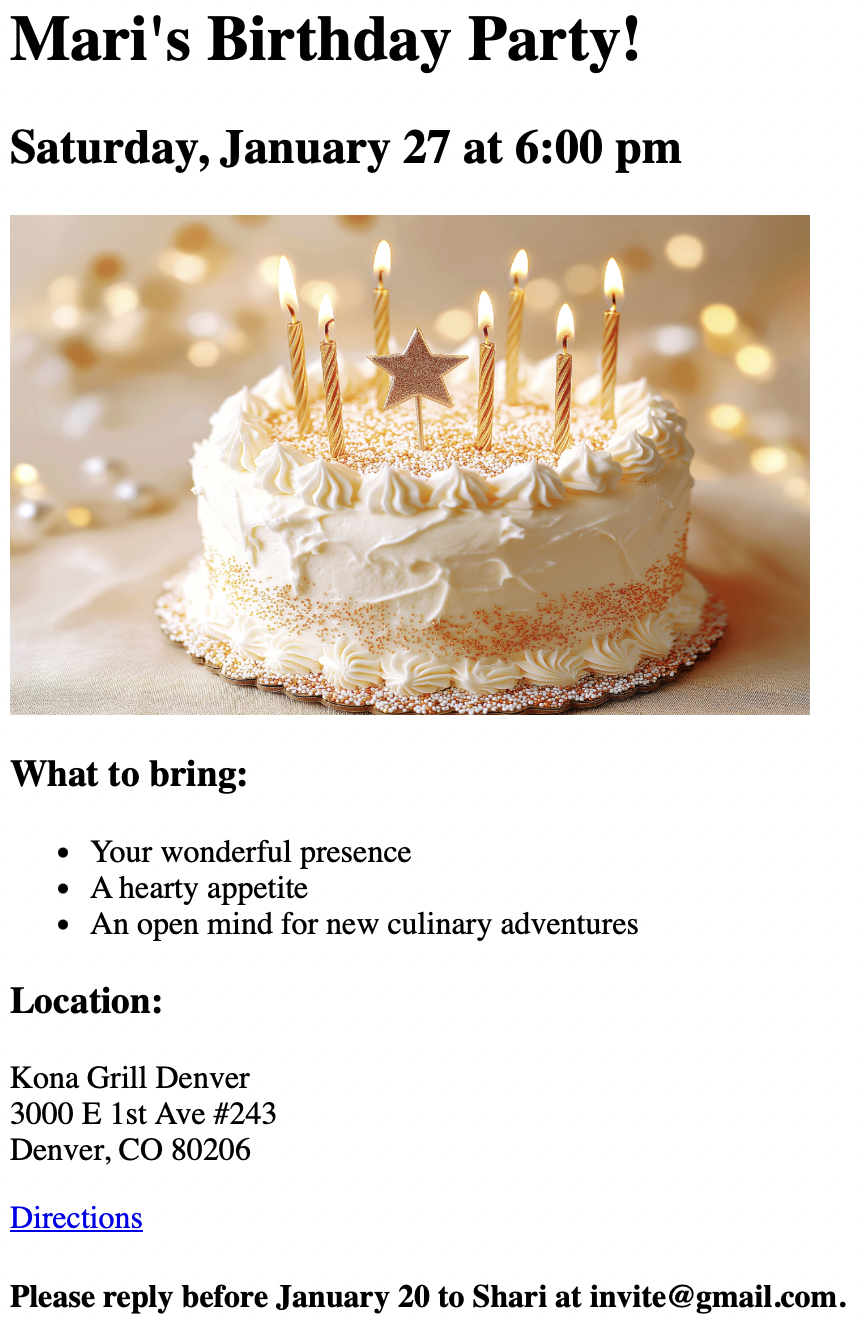 Mari's Birthday Party!
Saturday, January 27 at 6:00 pm
What to bring:
• Your wonderful presence
• A hearty appetite
• An open mind for new culinary adventures
Location:
Kona Grill Denver
3000 E 1st Ave #243
Denver, CO 80206
Directions
Please reply before January 20 to Shari at invite@gmail.com.